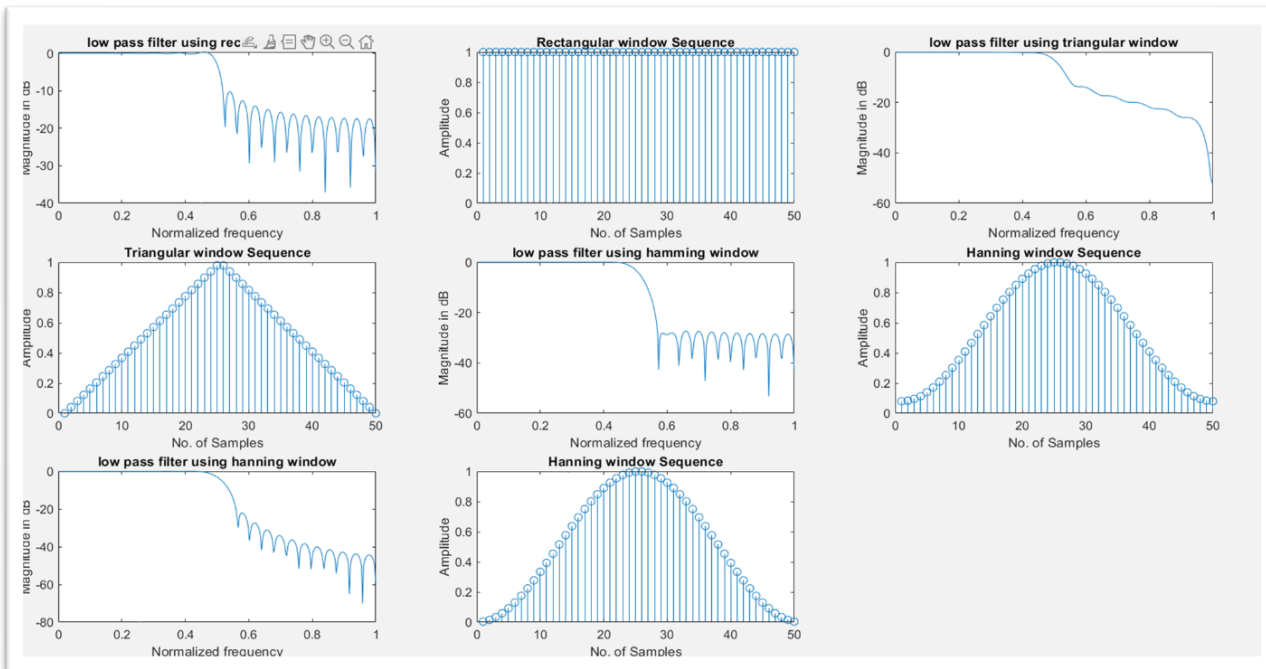 low pass filter using rec
0
-10
-20
-30
-40
Magnitude in dB
0 0.2 0.4 0.6 0.8 1
Normalized frequency
Rectangular window Sequence
1
0.8
0.6
0.4
0.2
0
Amplitude
0 10 20 30 40 50
No. of Samples
low pass filter using triangular window
0
-20
-40
-60
Magnitude in dB
0 0.2 0.4 0.6 0.8 1
Normalized frequency
Triangular window Sequence
1
0.8
0.6
0.4
0.2
0
Amplitude
0 10 20 30 40 50
No. of Samples
low pass filter using hamming window
0
-20
-40
-60
Magnitude in dB
0 0.2 0.4 0.6 0.8 1
Normalized frequency
Hanning window Sequence
1
0.8
0.6
0.4
0.2
0
Amplitude
0 10 20 30 40 50
No. of Samples
low pass filter using hanning window
0
-20
-40
-60
-80
Magnitude in dB
0 0.2 0.4 0.6 0.8 1
Normalized frequency
Hanning window Sequence
1
0.8
0.6
0.4
0.2
0
Amplitude
0 10 20 30 40 50
No. of Samples